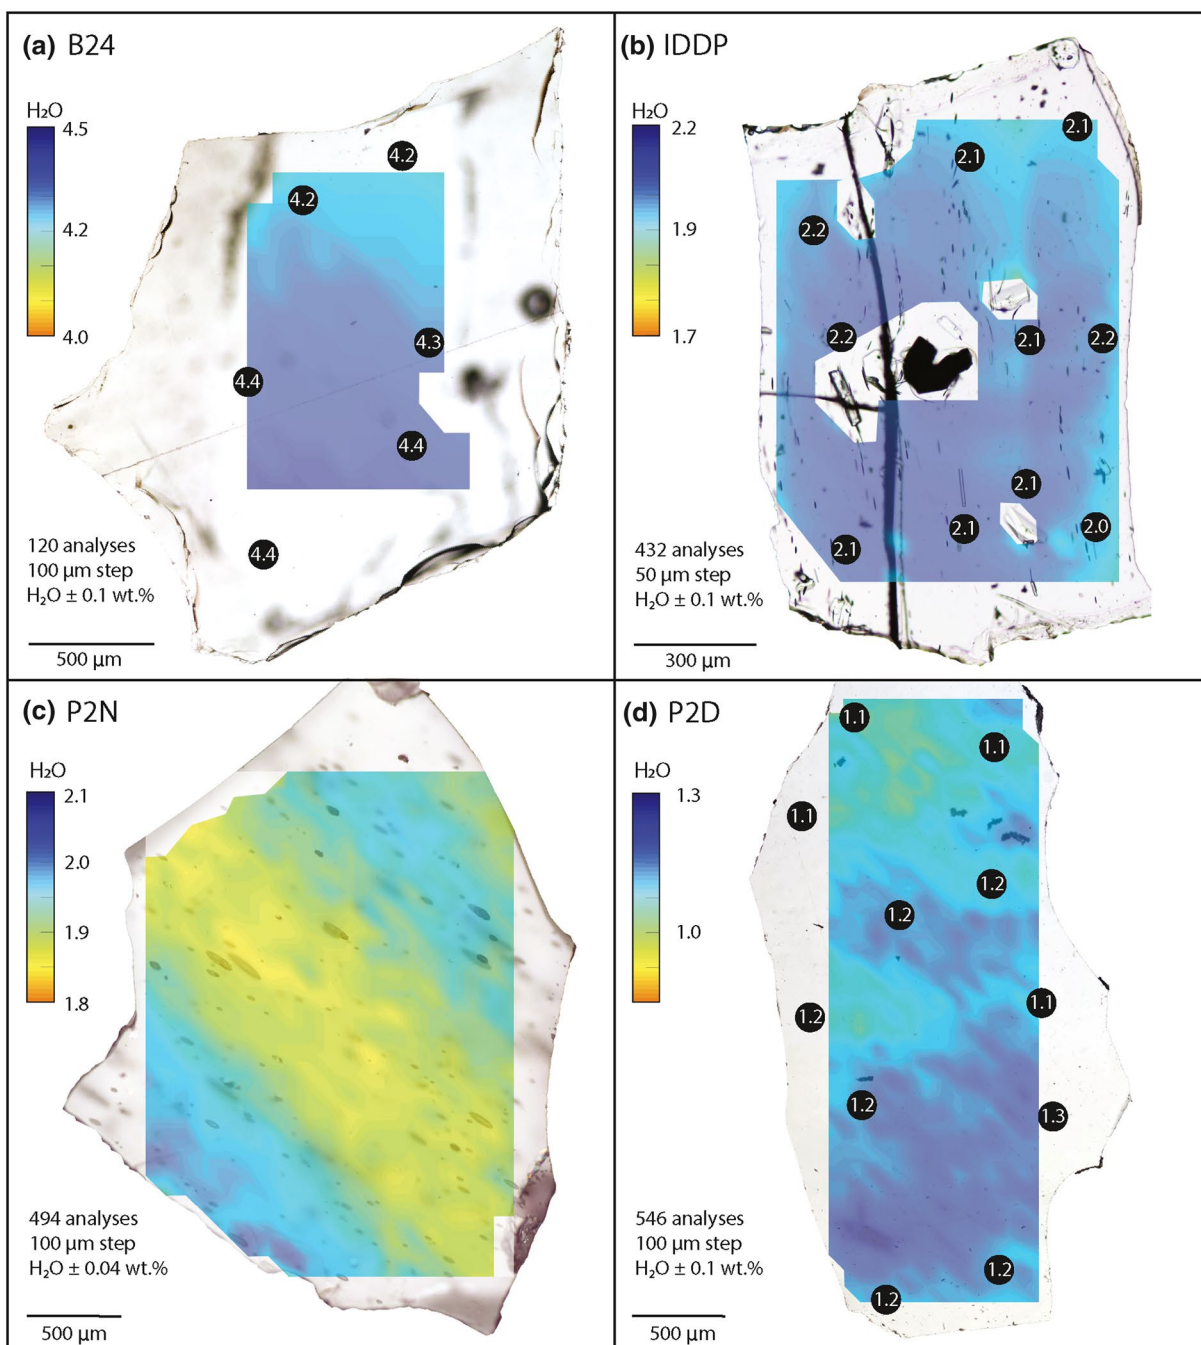 (a) B24
H₂O
4.5
4.2
4.0
4.2
4.2
4.3
4.4
4.4
4.4
120 analyses
100 µm step
H₂O ± 0.1 wt.%
500 µm
(b) IDDP
H₂O
2.2
1.9
1.7
2.1
2.1
2.2
2.2
2.1
2.2
2.1
2.1
2.0
2.1
432 analyses
50 µm step
H₂O ± 0.1 wt.%
300 µm
(c) P2N
H₂O
2.1
2.0
1.9
1.8
494 analyses
100 µm step
H₂O ± 0.04 wt.%
500 µm
(d) P2D
H₂O
1.3
1.0
1.1
1.1
1.1
1.2
1.2
1.1
1.2
1.2
1.3
1.2
1.2
546 analyses
100 µm step
H₂O ± 0.1 wt.%
500 µm